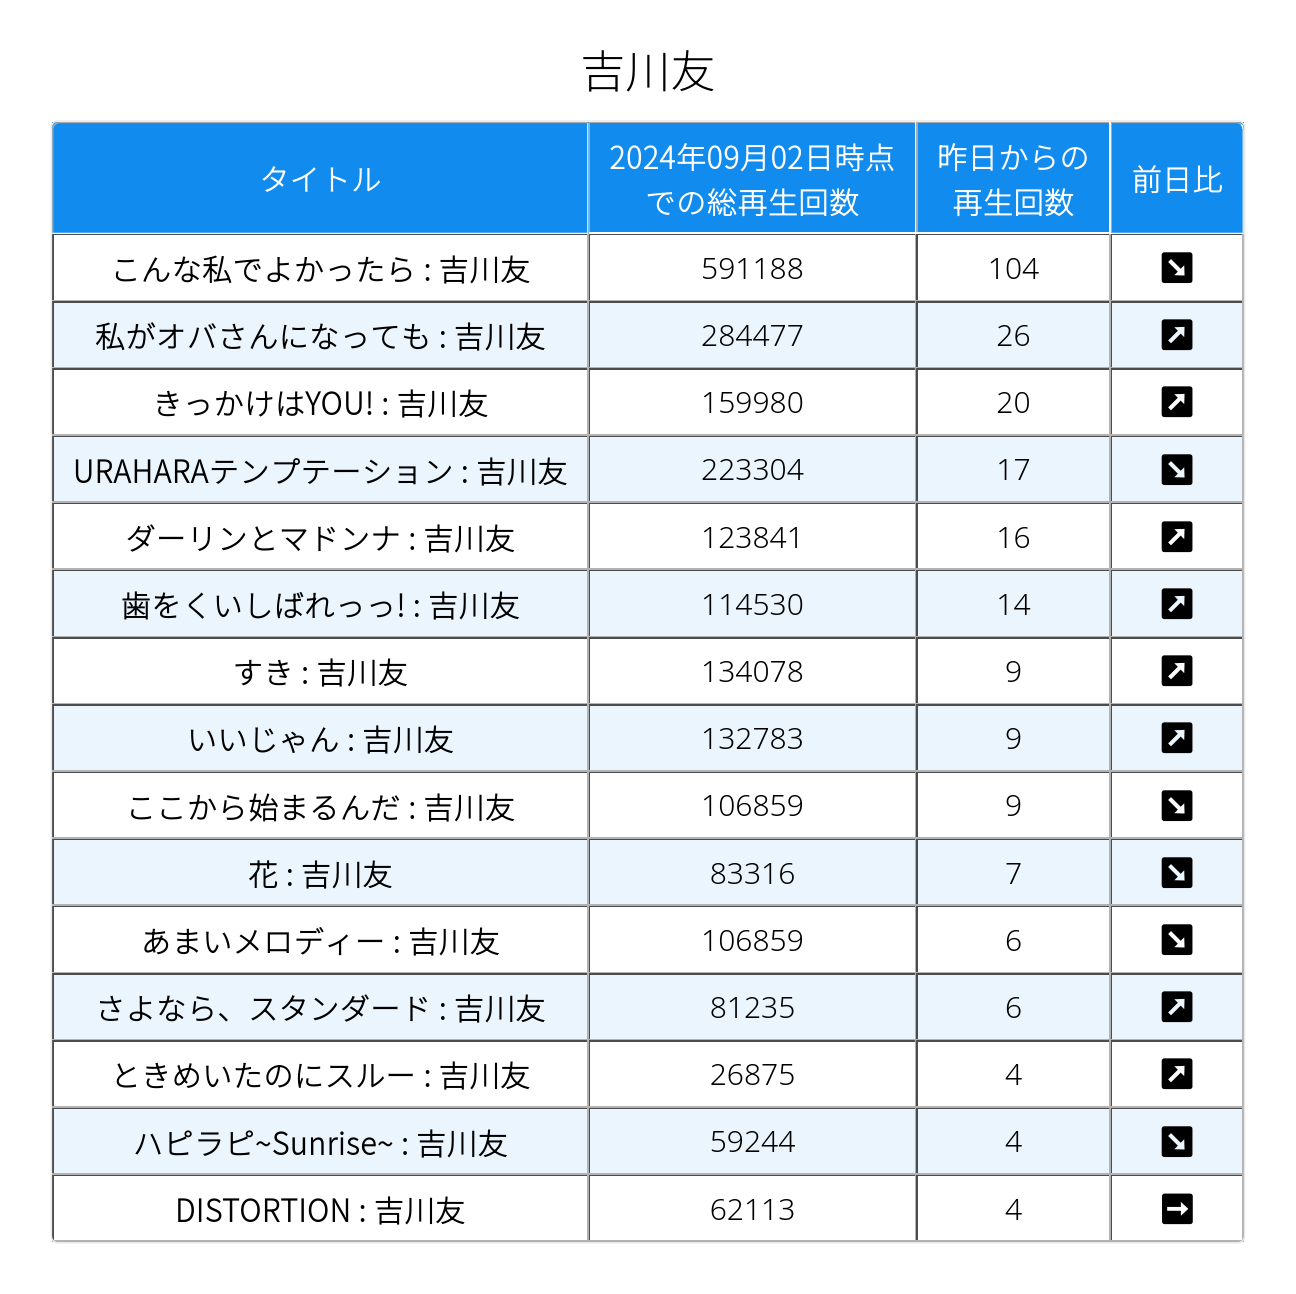 吉川友
タイトル 2024年09月02日時点での総再生回数 昨日からの再生回数 前日比
こんな私でよかったら : 吉川友 591188 104 ↘
私がオバさんになっても : 吉川友 284477 26 ↗
きっかけはYOU! : 吉川友 159980 20 ↗
URAHARAテンプテーション : 吉川友 223304 17 ↘
ダーリンとマドンナ : 吉川友 123841 16 ↗
歯をくいしばれっっ! : 吉川友 114530 14 ↗
すき : 吉川友 134078 9 ↗
いいじゃん : 吉川友 132783 9 ↗
ここから始まるんだ : 吉川友 106859 9 ↘
花 : 吉川友 83316 7 ↘
あまいメロディー : 吉川友 106859 6 ↘
さよなら、スタンダード : 吉川友 81235 6 ↗
ときめいたのにスルー : 吉川友 26875 4 ↗
ハピラピ~Sunrise~ : 吉川友 59244 4 ↘
DISTORTION : 吉川友 62113 4 →